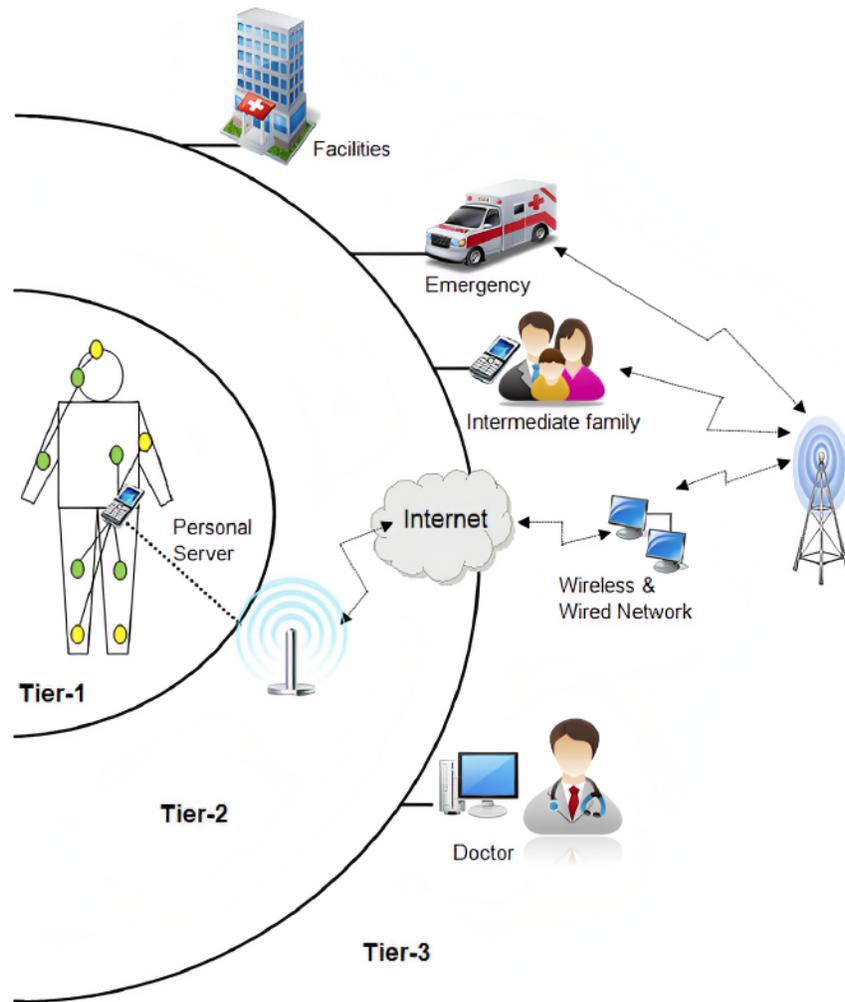 Facilities
Emergency
Intermediate family
Internet
Personal
Server
Wireless &
Wired Network
Tier-1
Tier-2
Doctor
Tier-3